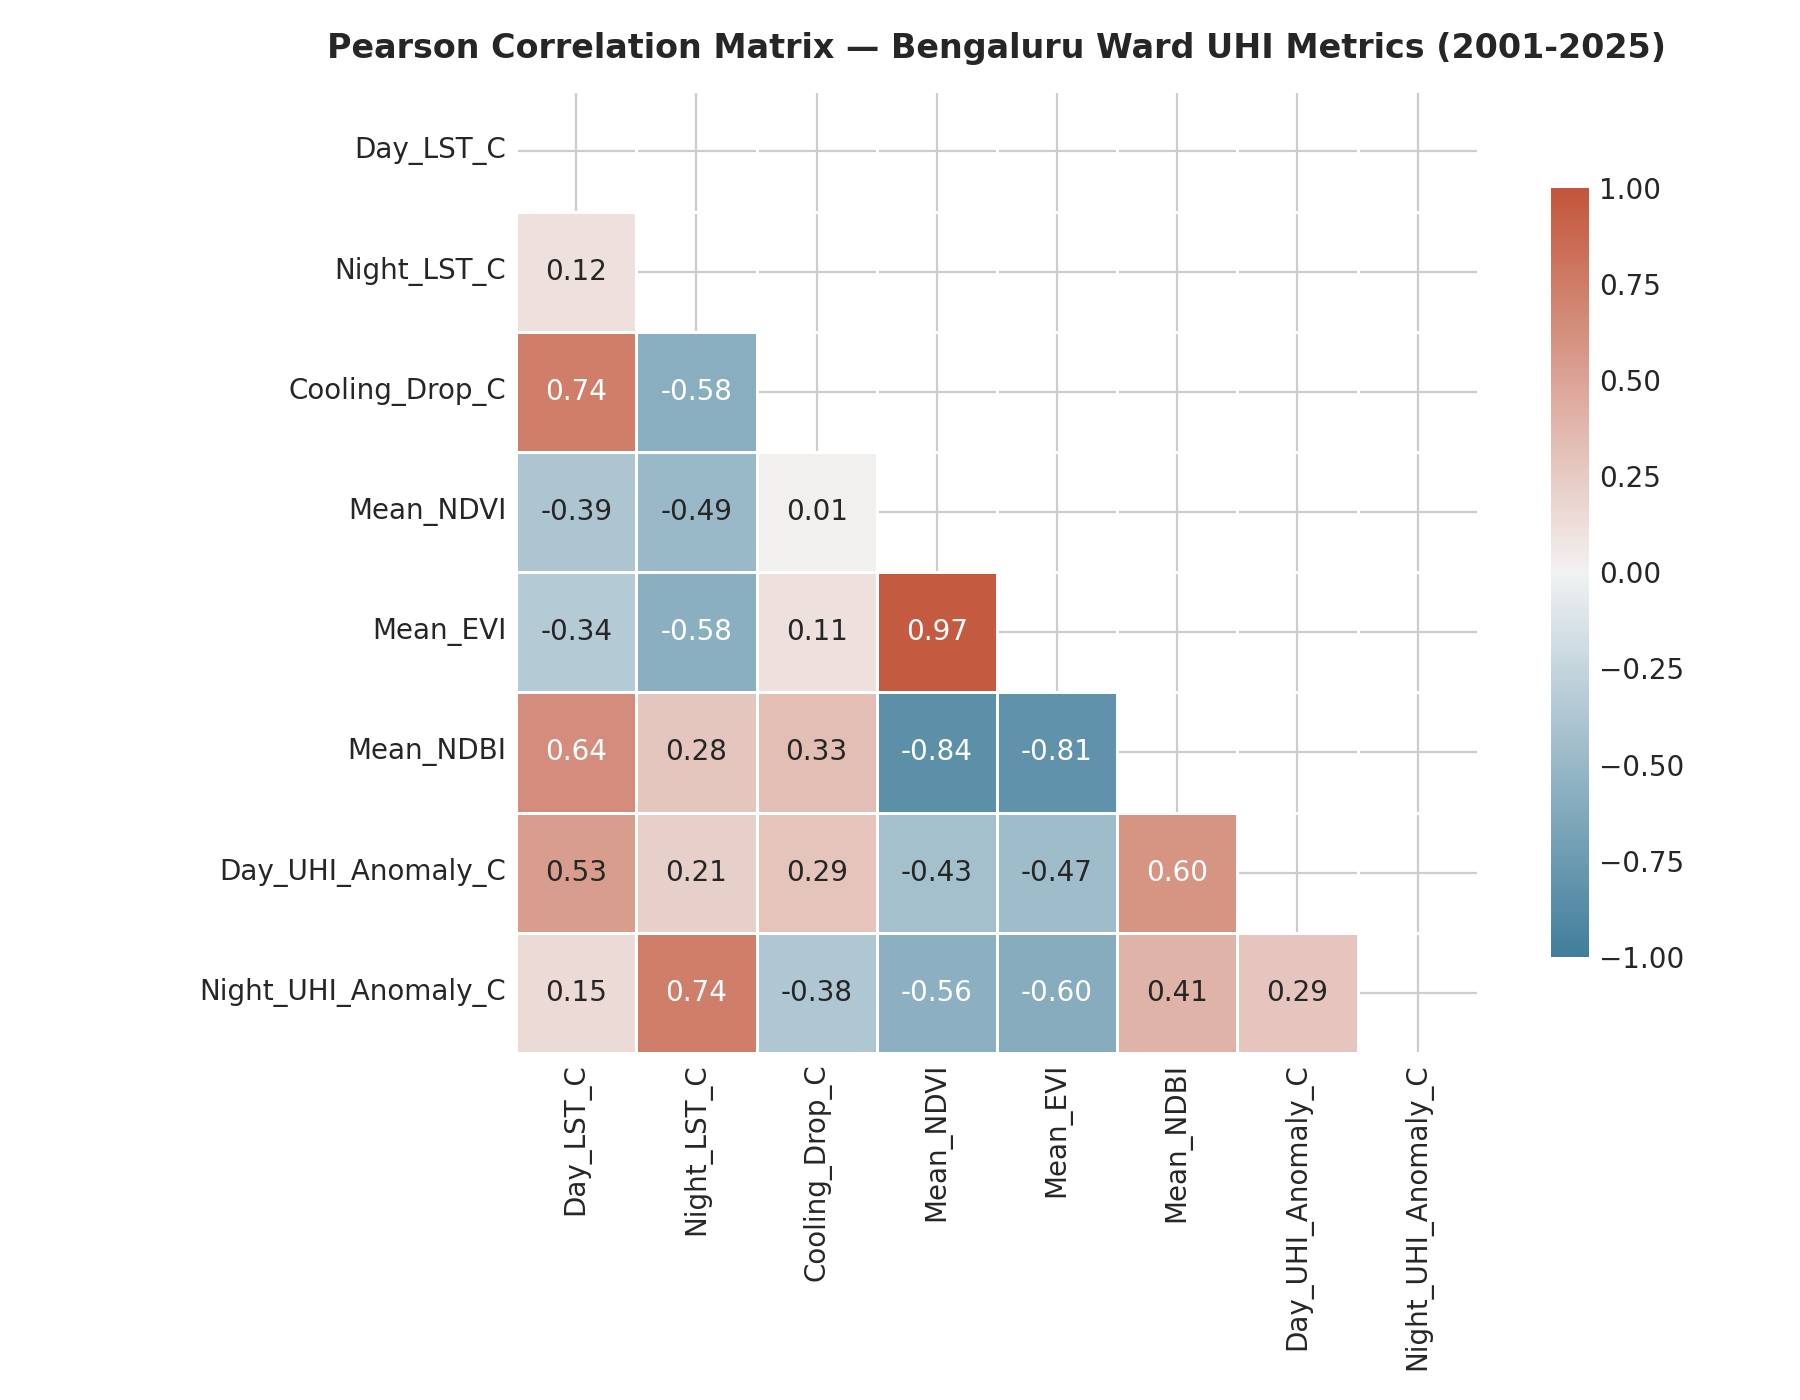 Pearson Correlation Matrix — Bengaluru Ward UHI Metrics (2001-2025)
Day_LST_C
Night_LST_C 0.12
Cooling_Drop_C 0.74 -0.58
Mean_NDVI -0.39 -0.49 0.01
Mean_EVI -0.34 -0.58 0.11 0.97
Mean_NDBI 0.64 0.28 0.33 -0.84 -0.81
Day_UHI_Anomaly_C 0.53 0.21 0.29 -0.43 -0.47 0.60
Night_UHI_Anomaly_C 0.15 0.74 -0.38 -0.56 -0.60 0.41 0.29
Day_LST_C
Night_LST_C
Cooling_Drop_C
Mean_NDVI
Mean_EVI
Mean_NDBI
Day_UHI_Anomaly_C
Night_UHI_Anomaly_C
1.00
0.75
0.50
0.25
0.00
−0.25
−0.50
−0.75
−1.00